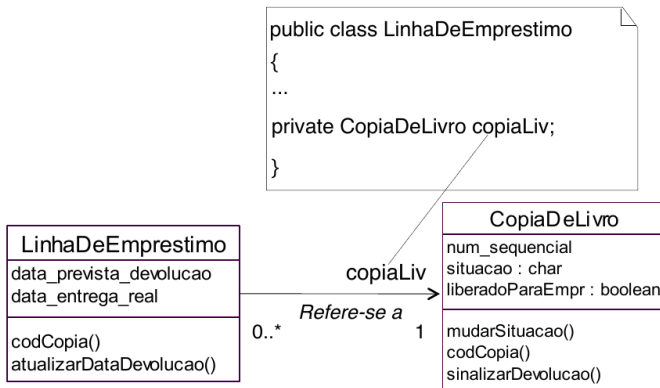 public class LinhaDeEmprestimo
{
...
private CopiaDeLivro copiaLiv;
}
LinhaDeEmprestimo
data_prevista_devolucao
data_entrega_real
codCopia()
atualizarDataDevolucao()
copiaLiv
Refere-se a
0..*
1
CopiaDeLivro
num_sequencial
situacao : char
liberadoParaEmpr : boolean
mudarSituacao()
codCopia()
sinalizarDevolucao()